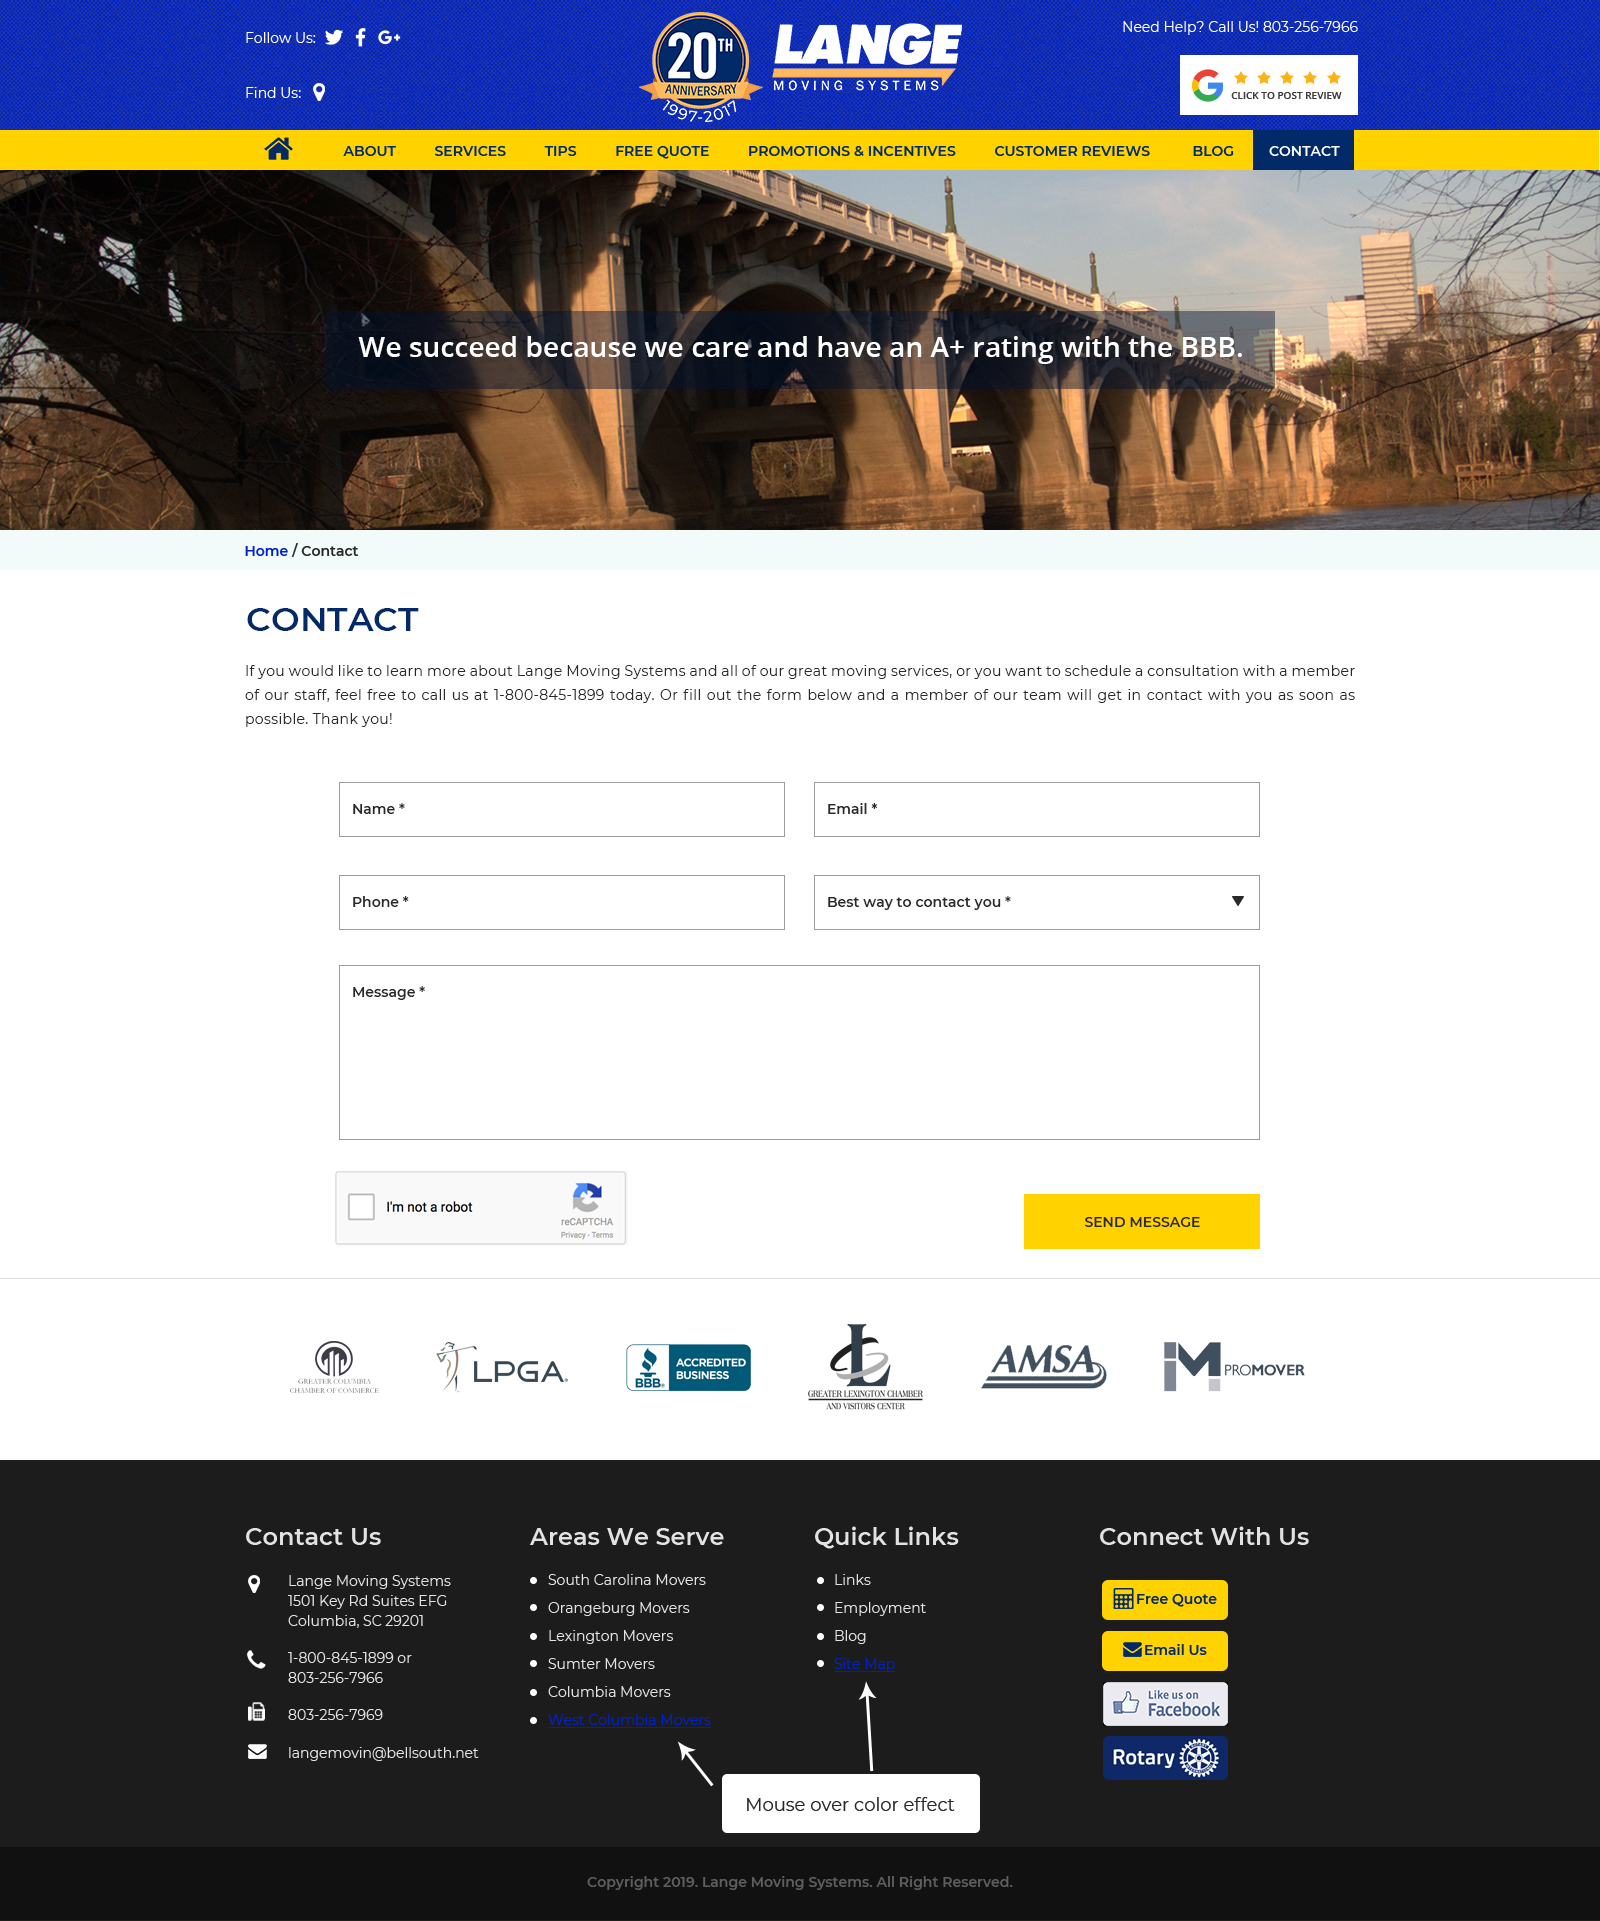 Follow Us:
Find Us:
20TH
ANNIVERSARY
1997-2017
LANGE
MOVING SYSTEMS
Need Help? Call Us! 803-256-7966
CLICK TO POST REVIEW
ABOUT SERVICES TIPS FREE QUOTE PROMOTIONS & INCENTIVES CUSTOMER REVIEWS BLOG CONTACT
We succeed because we care and have an A+ rating with the BBB.
Home / Contact
CONTACT
If you would like to learn more about Lange Moving Systems and all of our great moving services, or you want to schedule a consultation with a member
of our staff, feel free to call us at 1-800-845-1899 today. Or fill out the form below and a member of our team will get in contact with you as soon as
possible. Thank you!
Name *
Email *
Phone *
Best way to contact you *
Message *
I'm not a robot
reCAPTCHA
Privacy - Terms
SEND MESSAGE
GREATER COLUMBIA
CHAMBER OF COMMERCE
LPGA
BBB
ACCREDITED
BUSINESS
GREATER LEXINGTON CHAMBER
AND VISITORS CENTER
AMSA
PROMOVER
Contact Us
Lange Moving Systems
1501 Key Rd Suites EFG
Columbia, SC 29201
1-800-845-1899 or
803-256-7966
803-256-7969
langemovin@bellsouth.net
Areas We Serve
South Carolina Movers
Orangeburg Movers
Lexington Movers
Sumter Movers
Columbia Movers
West Columbia Movers
Quick Links
Links
Employment
Blog
Site Map
Connect With Us
Free Quote
Email Us
Like us on
Facebook
Rotary
Mouse over color effect
Copyright 2019. Lange Moving Systems. All Right Reserved.